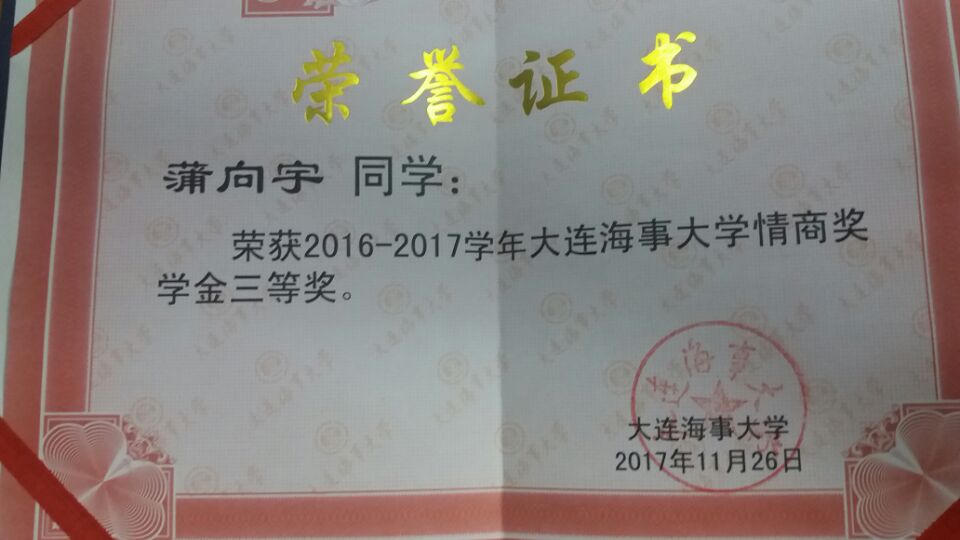 荣誉证书
蒲向宇 同学：
荣获2016-2017学年大连海事大学情商奖
学金三等奖。
大连海事大学
2017年11月26日